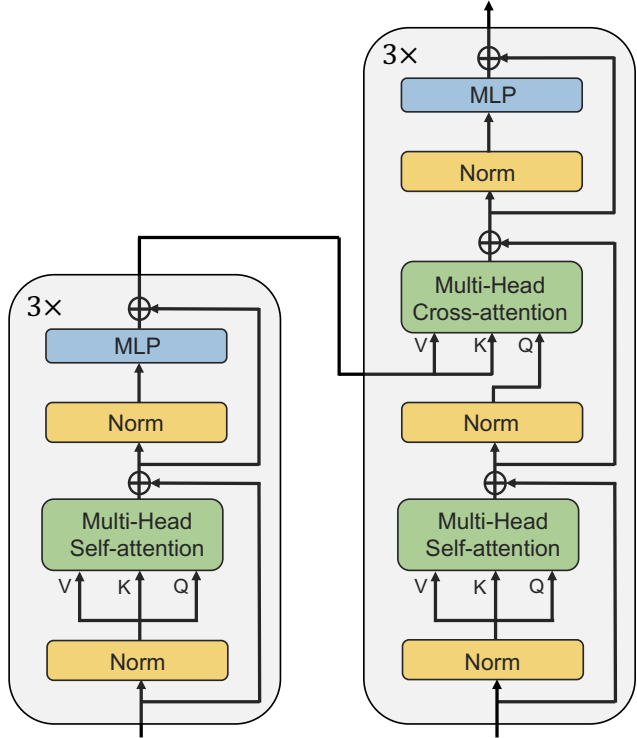 3×
MLP
Norm
Multi-Head
Self-attention
V K Q
Norm
3×
MLP
Norm
Multi-Head
Cross-attention
V K Q
Norm
Multi-Head
Self-attention
V K Q
Norm